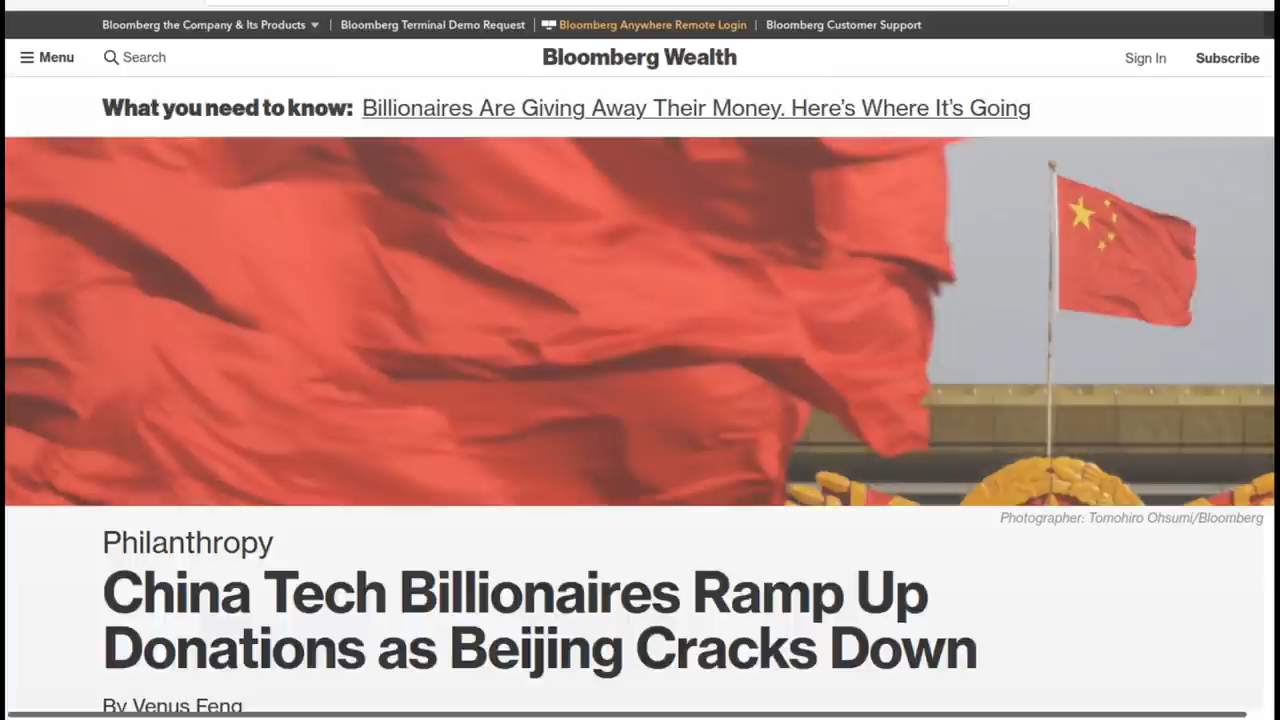 Bloomberg the Company & Its Products
Bloomberg Terminal Demo Request
Bloomberg Anywhere Remote Login
Bloomberg Customer Support
Menu
Search
Bloomberg Wealth
Sign In
Subscribe
What you need to know: Billionaires Are Giving Away Their Money. Here's Where It's Going
Photographer: Tomohiro Ohsumi/Bloomberg
Philanthropy
China Tech Billionaires Ramp Up
Donations as Beijing Cracks Down
By Venus Feng